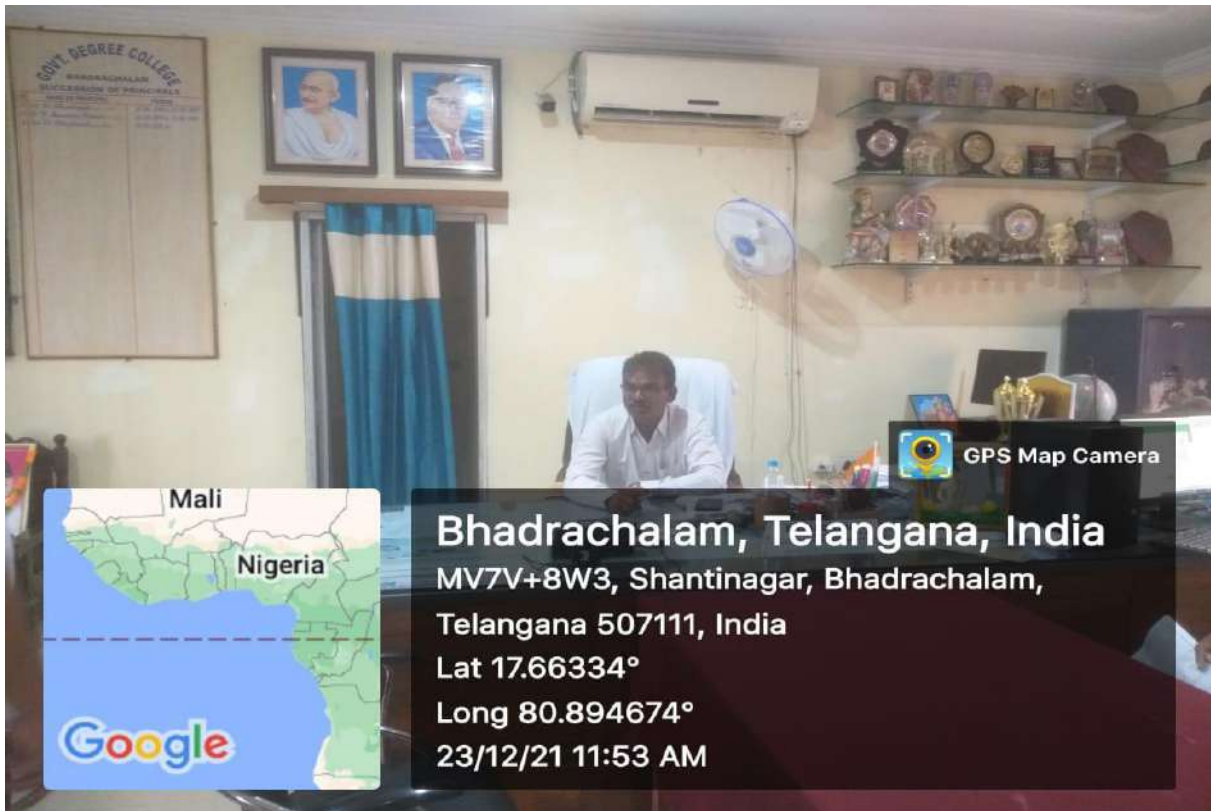 GOVT. DEGREE COLLEGE
BHADRACHALAM
SUCCESSION OF PRINCIPALS
GPS Map Camera
Mali
Nigeria
Google
Bhadrachalam, Telangana, India
MV7V+8W3, Shantinagar, Bhadrachalam,
Telangana 507111, India
Lat 17.66334°
Long 80.894674°
23/12/21 11:53 AM